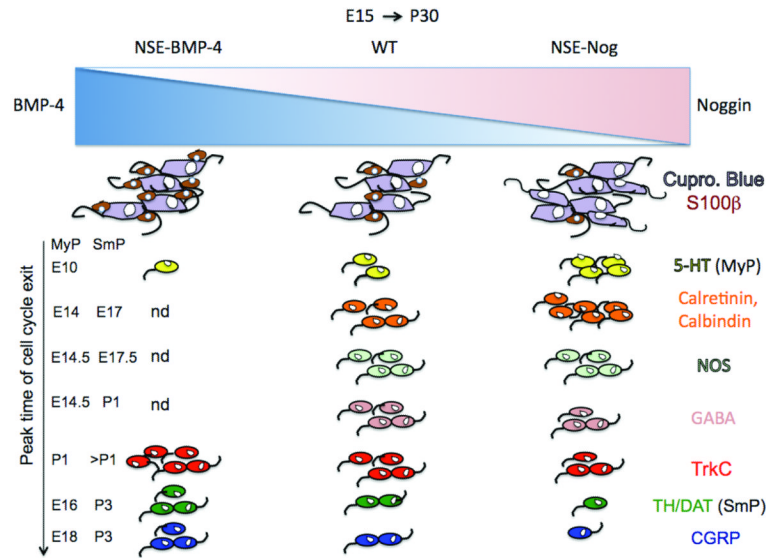 E15 → P30
NSE-BMP-4 WT NSE-Nog
BMP-4 Noggin
Cupro. Blue
S100β
MyP SmP
E10 5-HT (MyP)
E14 E17 nd Calretinin,
Calbindin
E14.5 E17.5 nd NOS
E14.5 P1 nd GABA
P1 >P1 TrkC
E16 P3 TH/DAT (SmP)
E18 P3 CGRP
Peak time of cell cycle exit